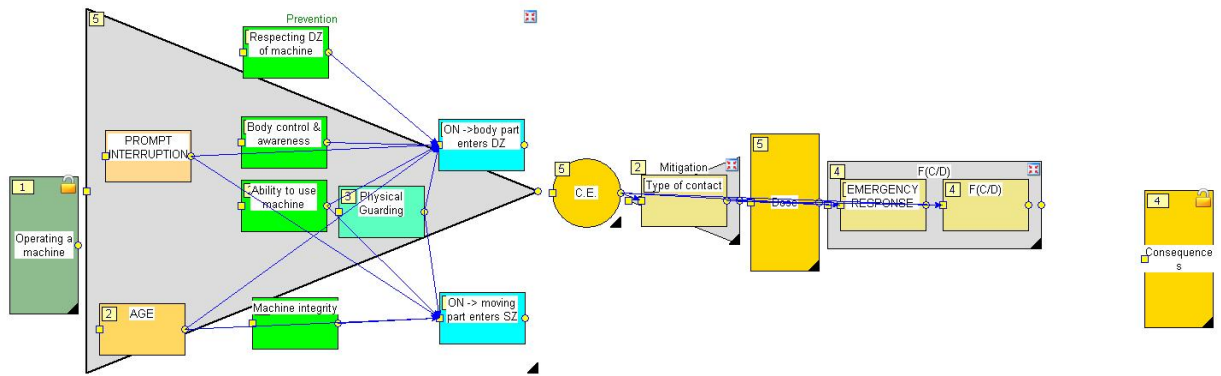 5
Prevention
Respecting DZ
of machine
PROMPT
INTERRUPTION
Body control &
awareness
ON ->body part
enters DZ
1
Operating a
machine
Ability to use
machine
3
Physical
Guarding
2
AGE
Machine integrity
ON -> moving
part enters SZ
5
C.E.
2
Mitigation
Type of contact
5
Dose
F(C/D)
4
EMERGENCY
RESPONSE
4
F(C/D)
4
Consequence
s